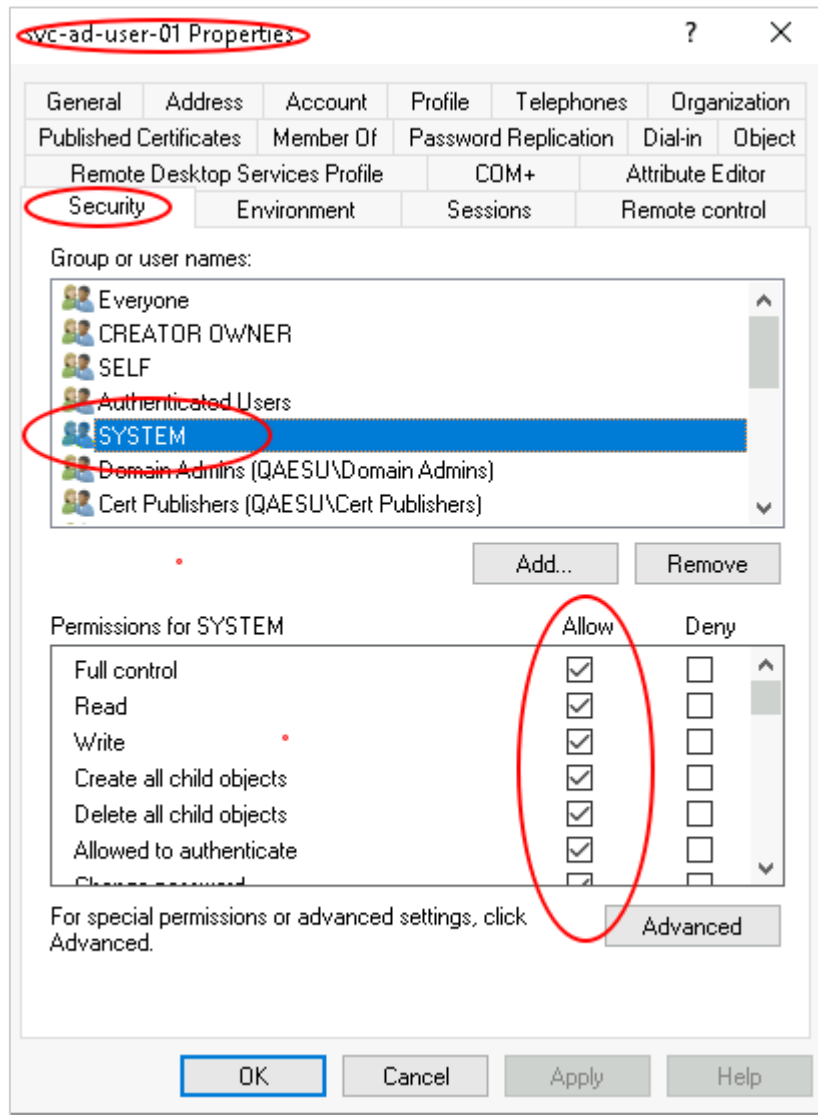 svc-ad-user-01 Properties ?
General Address Account Profile Telephones Organization
Published Certificates Member Of Password Replication Dial-in Object
Remote Desktop Services Profile COM+ Attribute Editor
Security Environment Sessions Remote control
Group or user names:
Everyone
CREATOR OWNER
SELF
Authenticated Users
SYSTEM
Domain Admins (QAESU\Domain Admins)
Cert Publishers (QAESU\Cert Publishers)
Add... Remove
Permissions for SYSTEM Allow Deny
Full control
Read
Write
Create all child objects
Delete all child objects
Allowed to authenticate
Change password
For special permissions or advanced settings, click
Advanced.
Advanced
OK Cancel Apply Help